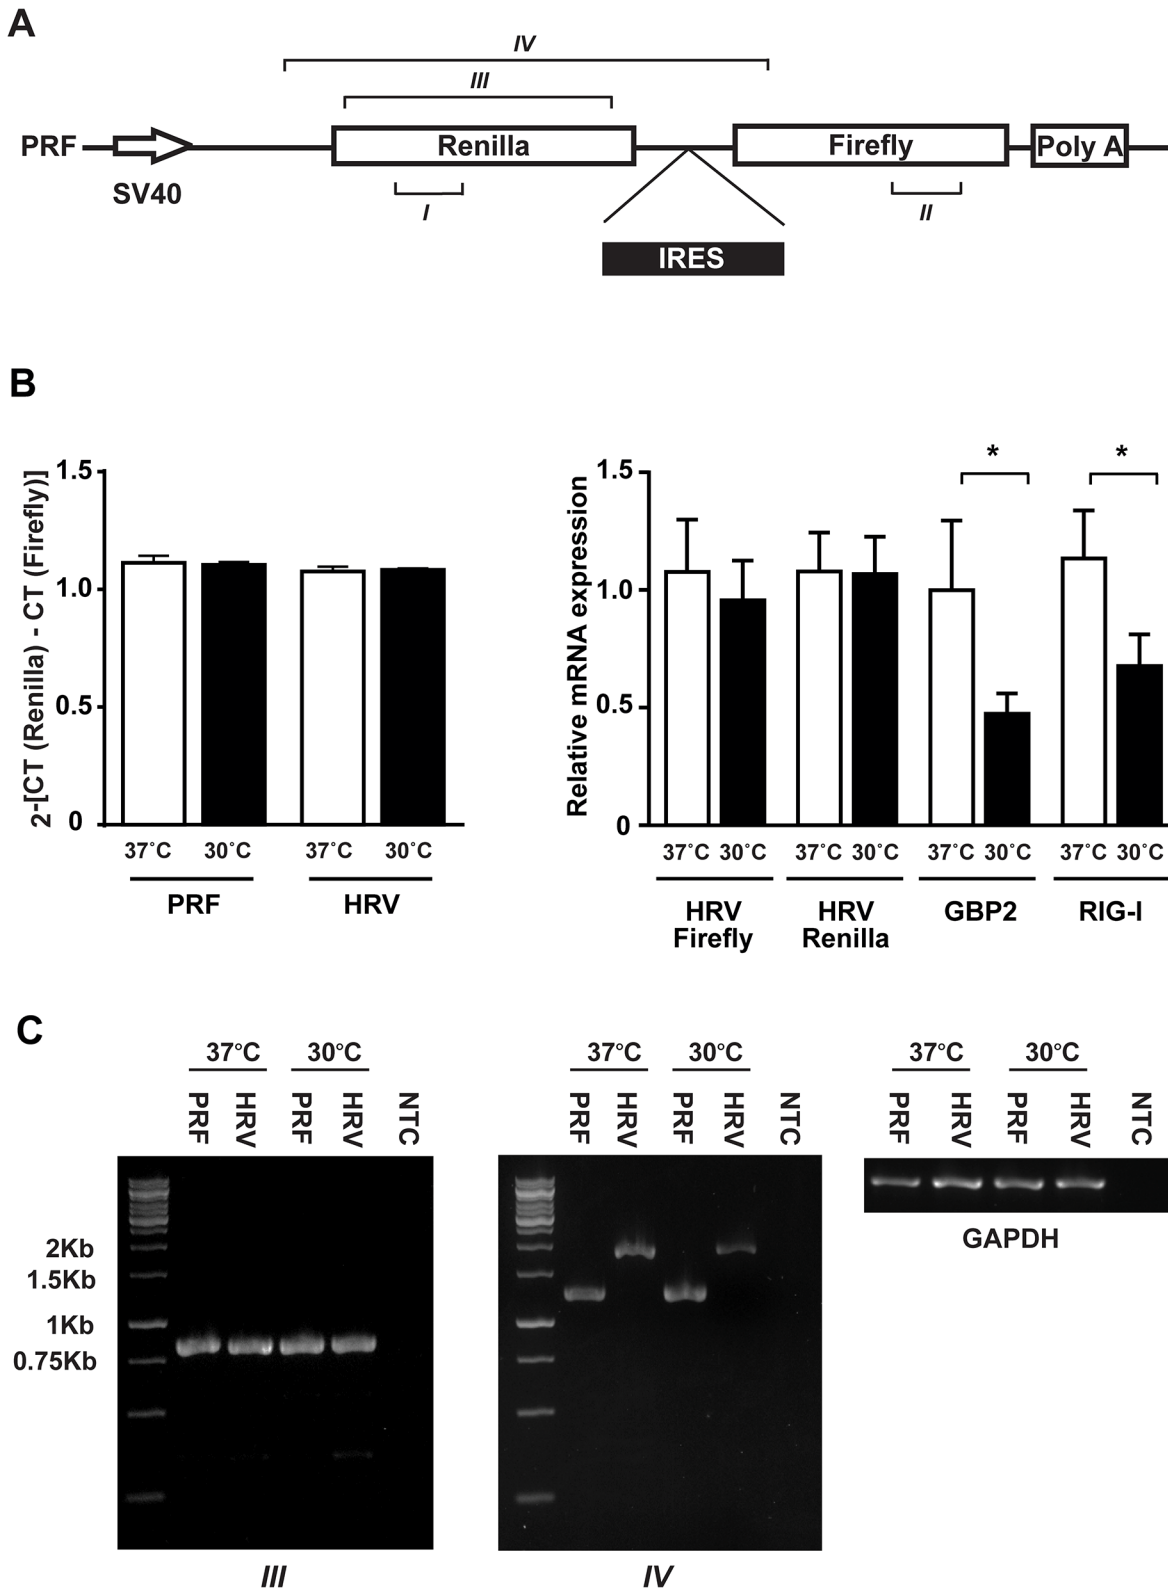 A
IV
III
PRF
Renilla
Firefly
Poly A
SV40
I
II
IRES
B
2-[CT (Renilla) - CT (Firefly)]
1.5
1.0
0.5
0
37°C 30°C 37°C 30°C
PRF HRV
Relative mRNA expression
1.5
1.0
0.5
0
* *
37°C 30°C 37°C 30°C 37°C 30°C 37°C 30°C
HRV Firefly
HRV Renilla
GBP2
RIG-I
C
37°C 30°C
PRF HRV PRF HRV NTC
2Kb
1.5Kb
1Kb
0.75Kb
III
37°C 30°C
PRF HRV PRF HRV NTC
IV
37°C 30°C
PRF HRV PRF HRV NTC
GAPDH